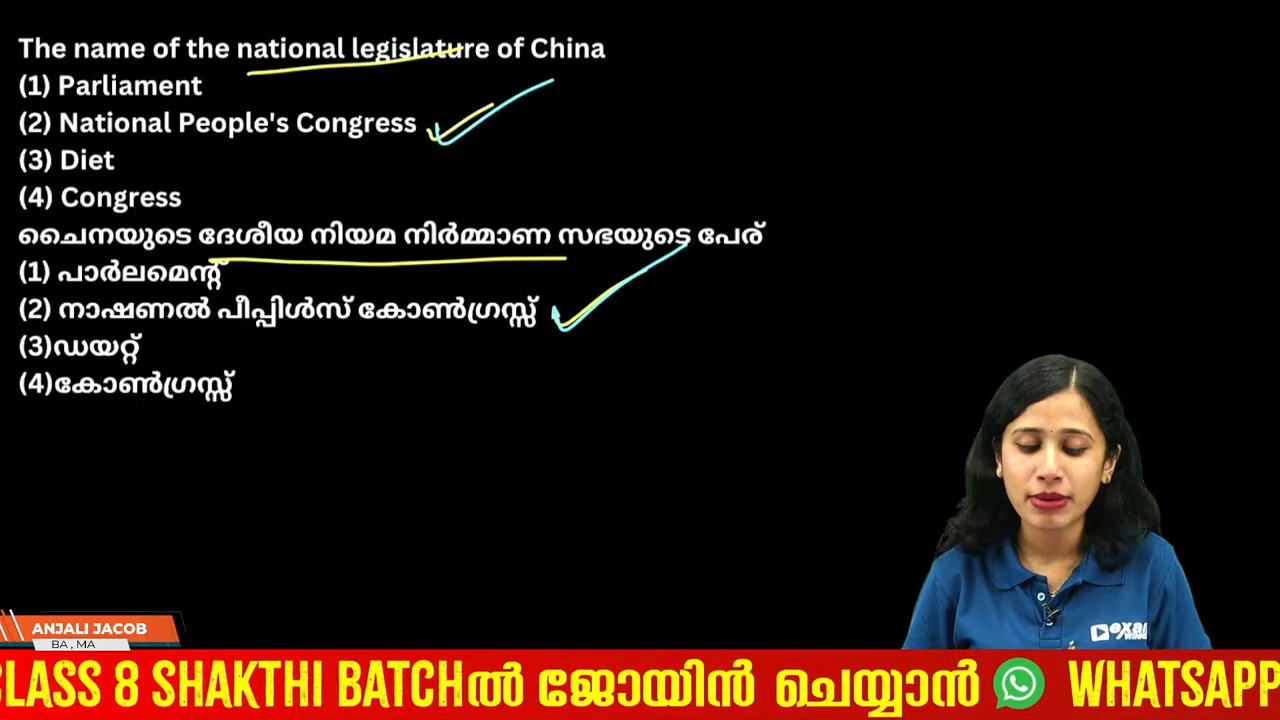 The name of the national legislature of China
(1) Parliament
(2) National People's Congress
(3) Diet
(4) Congress
ചൈനയുടെ ദേശീയ നിയമ നിർമ്മാണ സഭയുടെ പേര്
(1) പാർലമെന്റ്
(2) നാഷണൽ പീപ്പിൾസ് കോൺഗ്രസ്സ്
(3)ഡയറ്റ്
(4)കോൺഗ്രസ്സ്
ANJALI JACOB
BA , MA
CLASS 8 SHAKTHI BATCHൽ ജോയിൻ ചെയ്യാൻ WHATSAPP